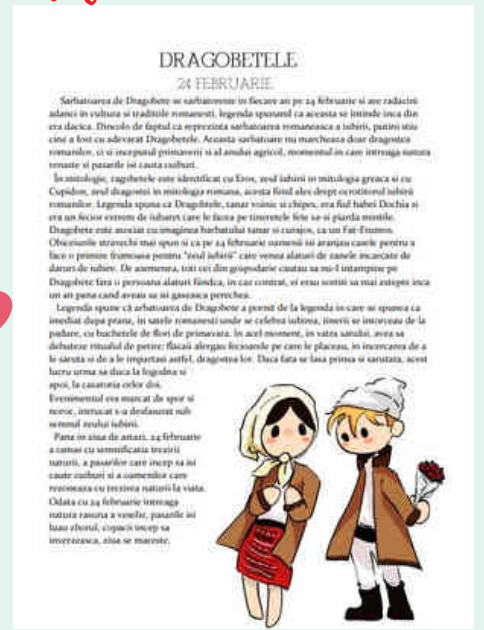 DRAGOBETELE
24 FEBRUARIE
Sarbatoarea de Dragobete se sarbatoreste in fiecare an pe 24 februarie si are radacini
adanci in cultura si traditiile romanesti, legenda spunand ca aceasta se intinde inca din
era dacica. Dincolo de faptul ca reprezinta sarbatoarea romaneasca a iubirii, putini stiu
cine a fost cu adevarat Dragobetele. Aceasta sarbatoare nu marcheaza doar dragostea
romanilor, ci si inceputul primaverii si al anului agricol, momentul in care intreaga natura
renaste si pasarile isi cauta cuiburi.
In mitologie, ragobetele este identificat cu Eros, zeul iubirii in mitologia greaca si cu
Cupidon, zeul dragostei in mitologia romana, acesta fiind ales drept ocrotitorul iubirii
romanilor. Legenda spune ca Dragobetele, tanar voinic si chipes, era fiul babei Dochia si
era un fecior extrem de iubaret care le facea pe tineretele fete sa-si piarda mintile.
Dragobete este asociat cu imaginea barbatului tanar si curajos, ca un Fat-Frumos.
Obiceiurile stravechi mai spun si ca pe 24 februarie oamenii isi aranjau casele pentru a
face o primire frumoasa pentru "zeul iubirii" care venea alaturi de zanele incarcate de
daruri de iubire. De asemenea, toti cei din gospodarie cautau sa nu-l intampine pe
Dragobete fara o persoana alaturi fiindca, in caz contrar, ei erau sortiti sa mai astepte inca
un an pana cand aveau sa isi gaseasca perechea.
Legenda spune că arbatoarea de Dragobete a pornit de la legenda in care se spunea ca
imediat dupa pranz, in satele romanesti unde se celebra iubirea, tinerii se intorceau de la
padure, cu buchetele de flori de primavara. In acel moment, in vatra satului, avea sa
debuteze ritualul de petire: flăcaii alergau fecioarele pe care le placeau, in incercarea de a
le saruta si de a le impartasi astfel, dragostea lor. Daca fata se lasa prinsa si sarutata, acest
lucru urma sa duca la logodna si
apoi, la casatoria celor doi.
Evenimentul era marcat de spor si
noroc, intrucat s-a desfasurat sub
semnul zeului iubirii.
Pana in ziua de astazi, 24 februarie
a ramas cu semnificatia trezirii
naturii, a pasarilor care incep sa isi
caute cuiburi si a oamenilor care
rezoneaza cu trezirea naturii la viata.
Odata cu 24 februarie intreaga
natura rasuna a veselie, pasarile isi
iau zborul, copacii incep sa
inverzeasca, ziua se mareste.